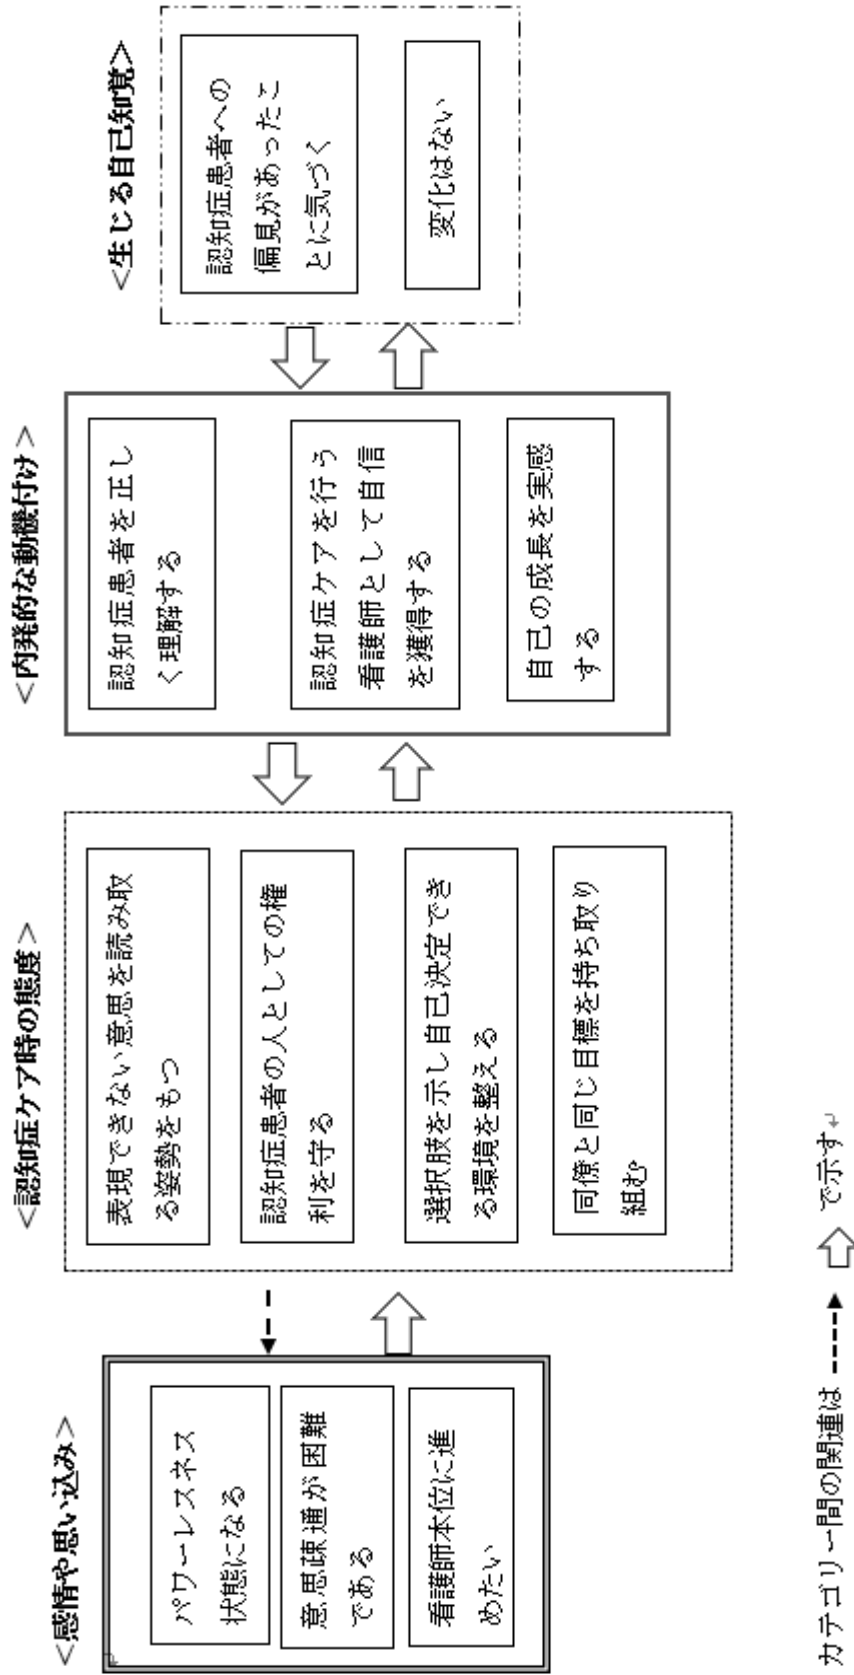 <感情や思い込み>
パワーレスネス
状態になる
意思疎通が困難
である
看護師本位に進
めたい
<認知症ケア時の態度>
表現できない意思を読み取
る姿勢をもつ
認知症患者の人としての権
利を守る
選択肢を示し自己決定でき
る環境を整える
同僚と同じ目標を持ち取り
組む
<内発的な動機付け>
認知症患者を正し
く理解する
認知症ケアを行う
看護師として自信
を獲得する
自己の成長を実感
する
<生じる自己知覚>
認知症患者への
偏見があったこ
とに気づく
変化はない
カテゴリー間の関連は で示す